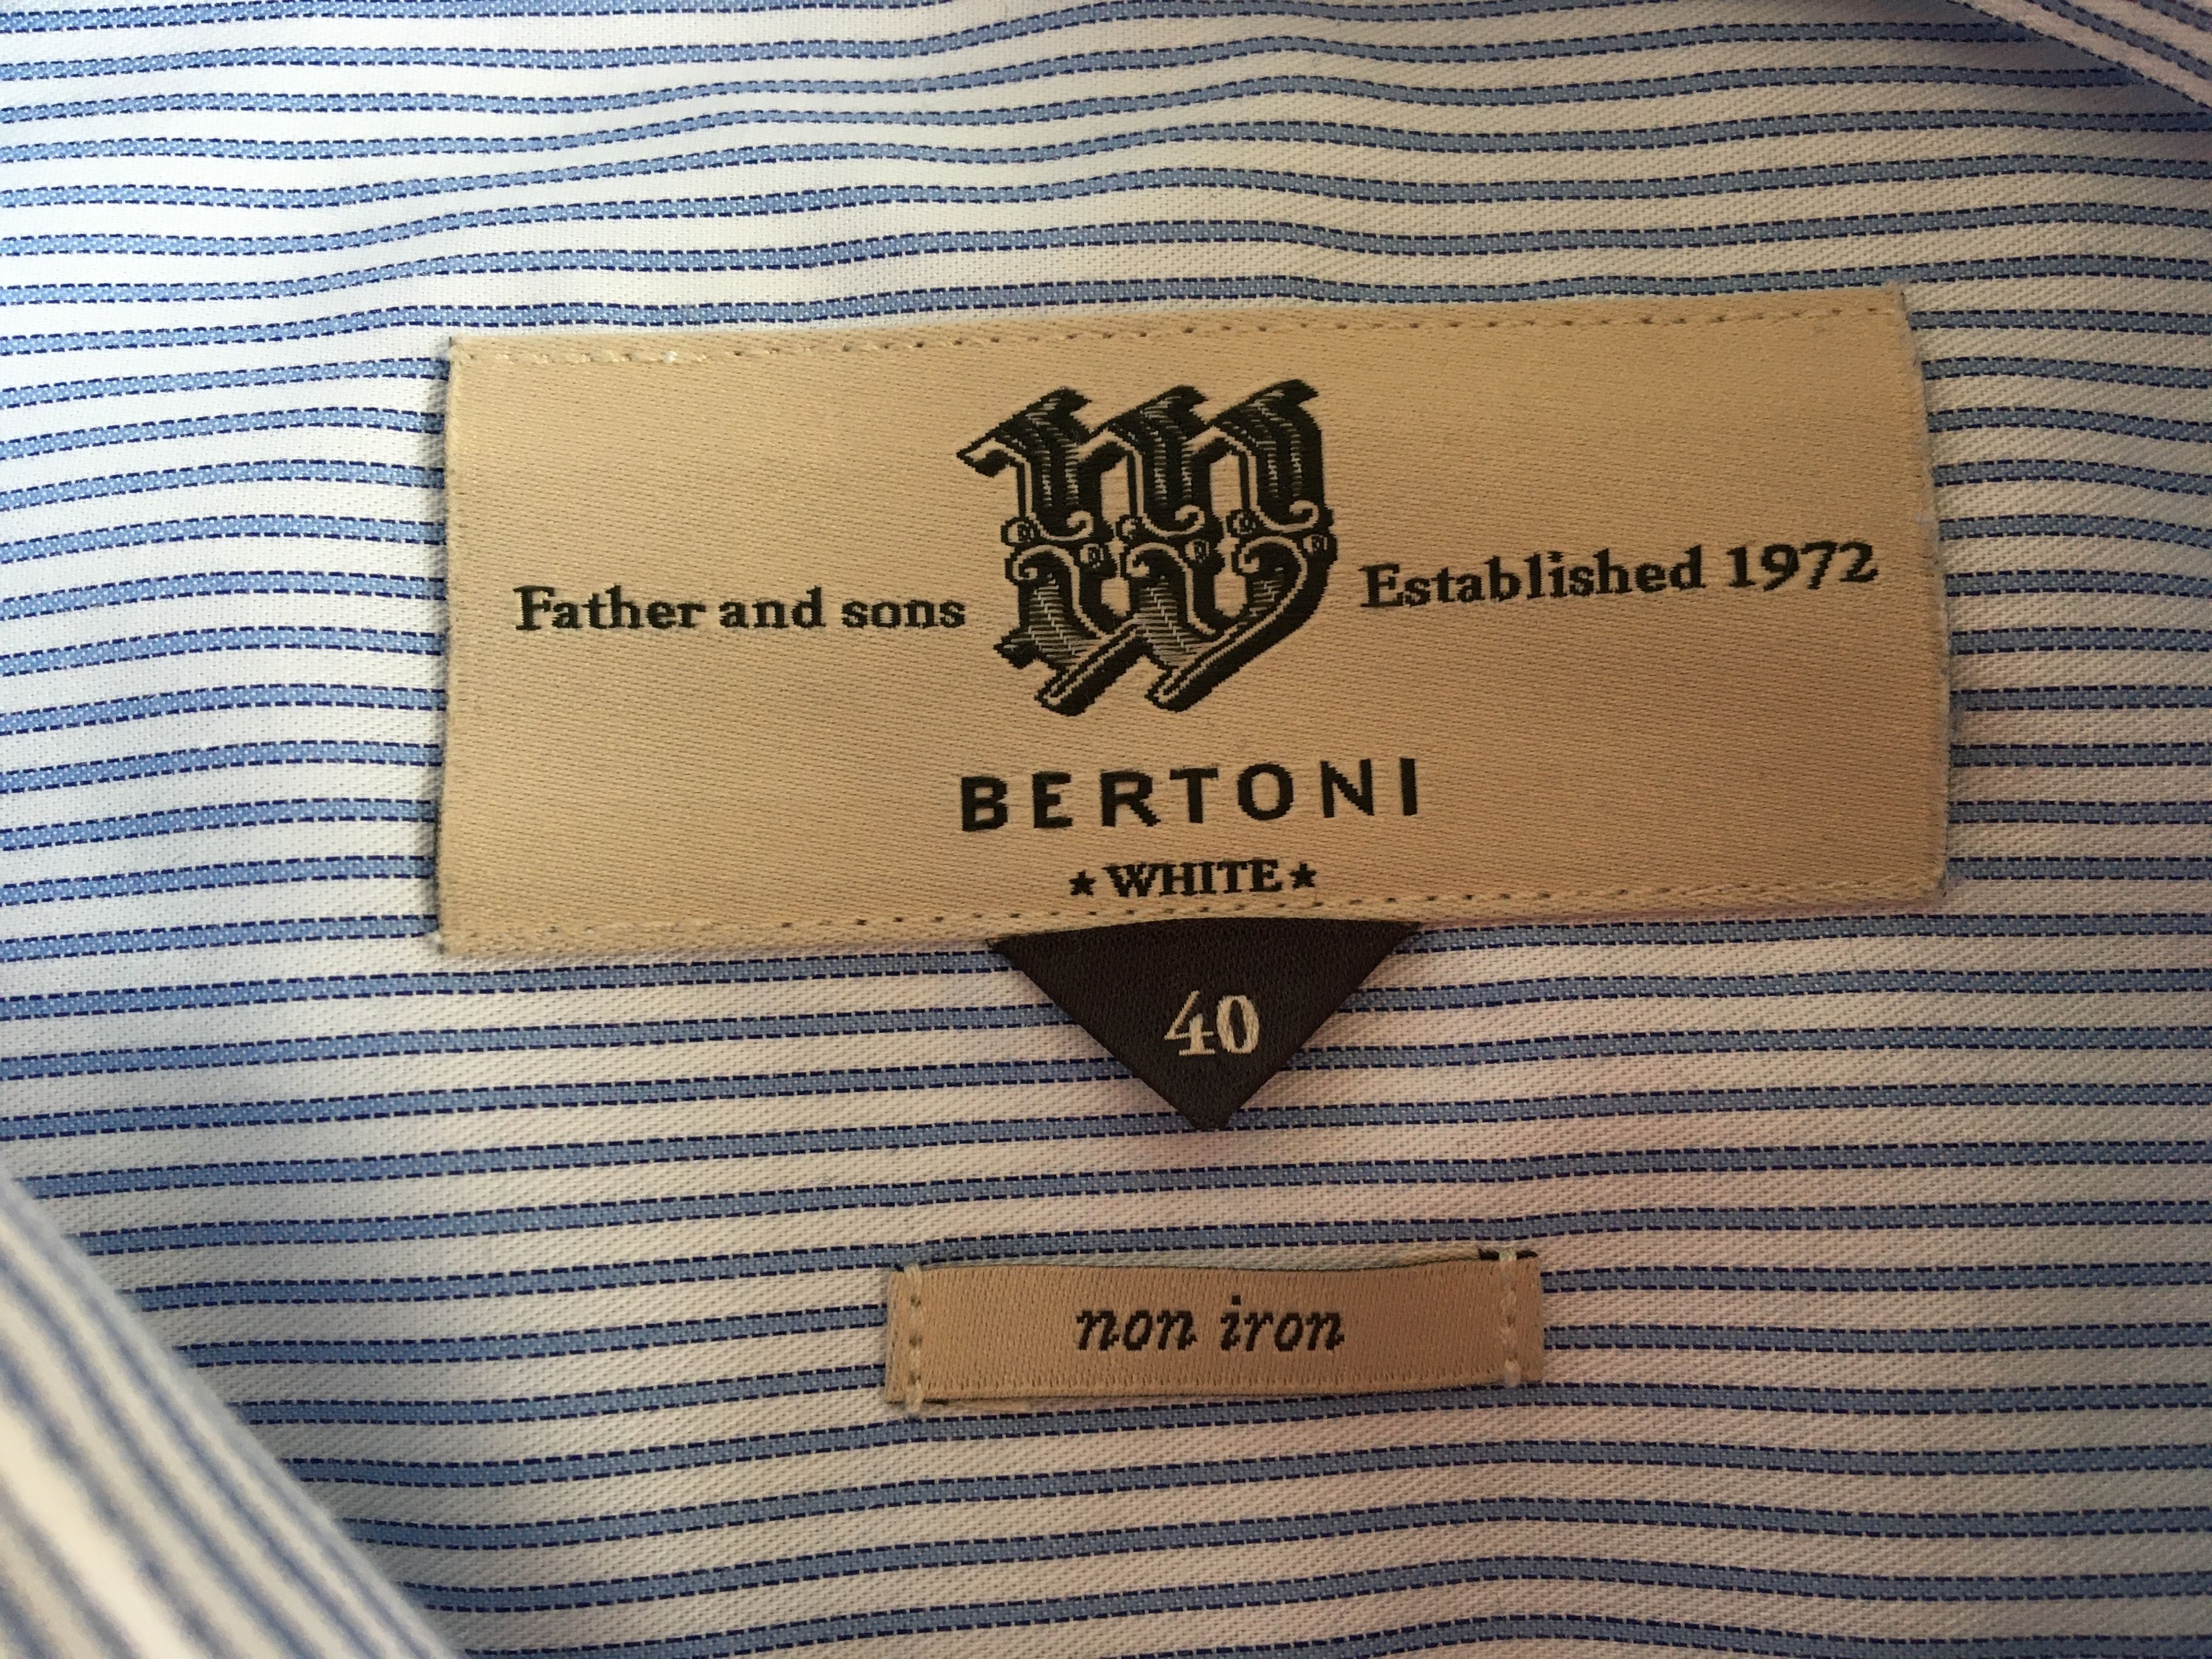 Father and sons
Established 1972
BERTONI
★ WHITE ★
40
non iron